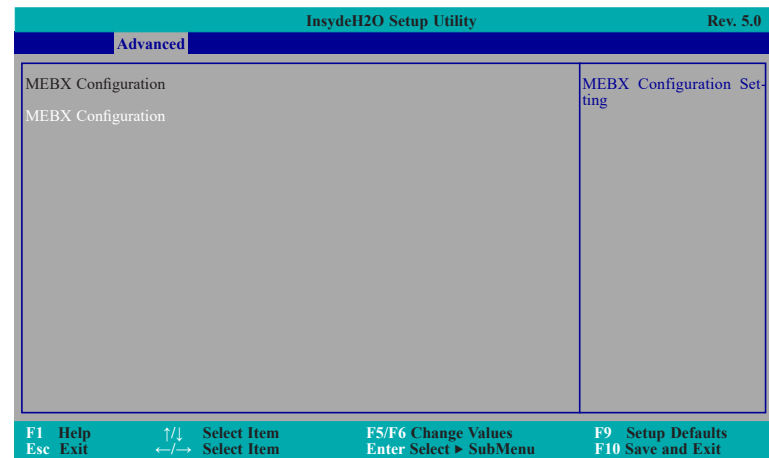 InsydeH2O Setup Utility Rev. 5.0
Advanced
MEBX Configuration
MEBX Configuration
MEBX Configuration Set-
ting
F1 Help ↑/↓ Select Item F5/F6 Change Values F9 Setup Defaults
Esc Exit ←/→ Select Item Enter Select ► SubMenu F10 Save and Exit